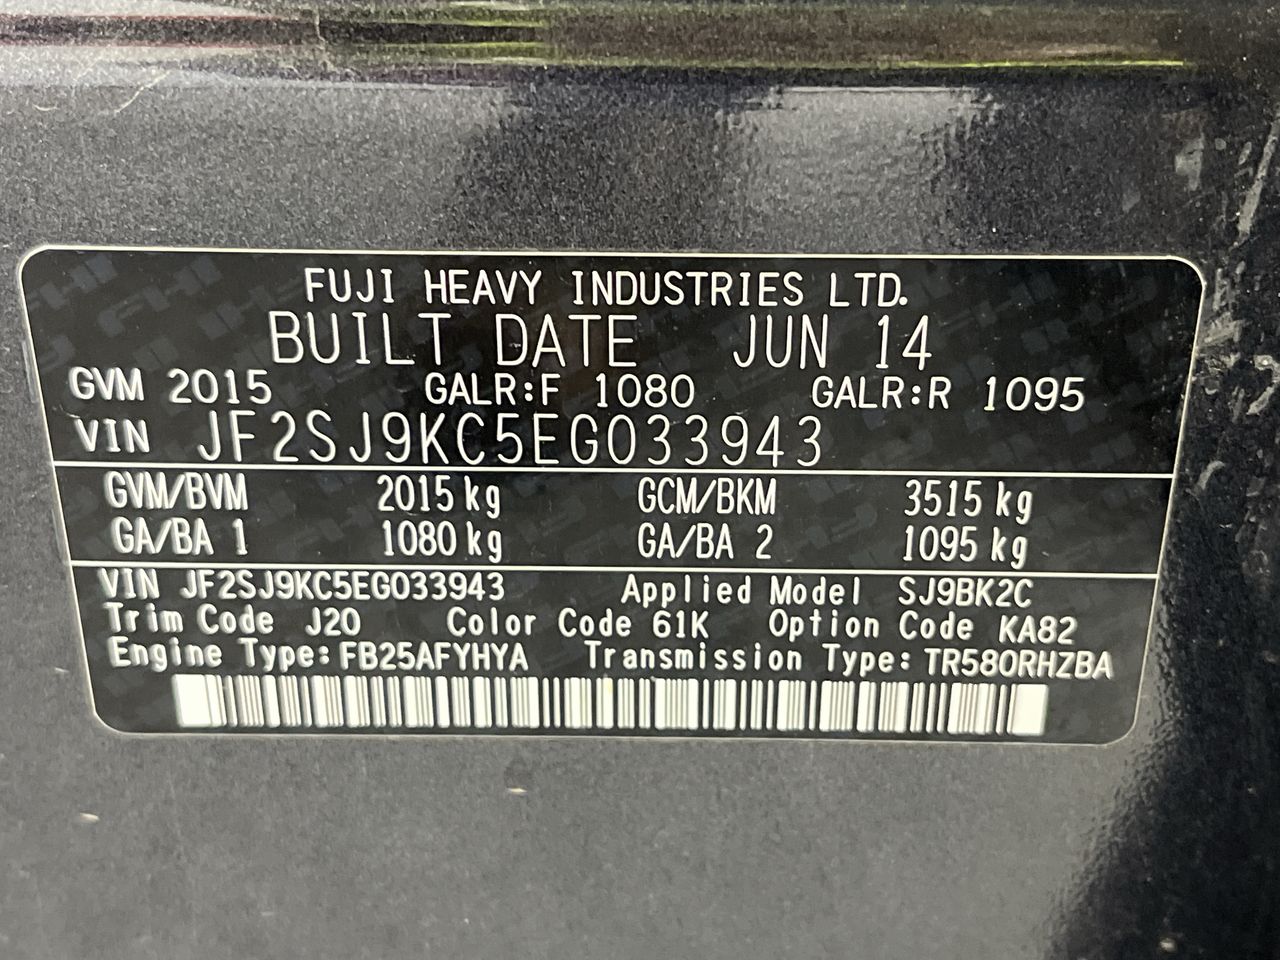 FUJI HEAVY INDUSTRIES LTD.
BUILT DATE JUN 14
GVM 2015 GALR:F 1080 GALR:R 1095
VIN JF2SJ9KC5EG033943
GVM/BVM 2015 kg GCM/BKM 3515 kg
GA/BA 1 1080 kg GA/BA 2 1095 kg
VIN JF2SJ9KC5EG033943 Applied Model SJ9BK2C
Trim Code J20 Color Code 61K Option Code KA82
Engine Type: FB25AFYHYA Transmission Type: TR580RHZBA